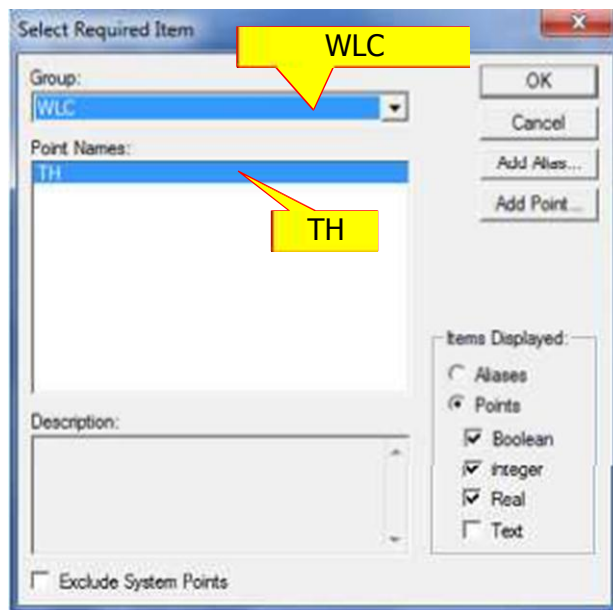 Select Required Item
WLC
Group:
WLC
OK
Cancel
Point Names:
TH
Add Alias...
Add Point...
TH
Items Displayed:
Aliases
Points
Boolean
Integer
Real
Text
Description:
Exclude System Points